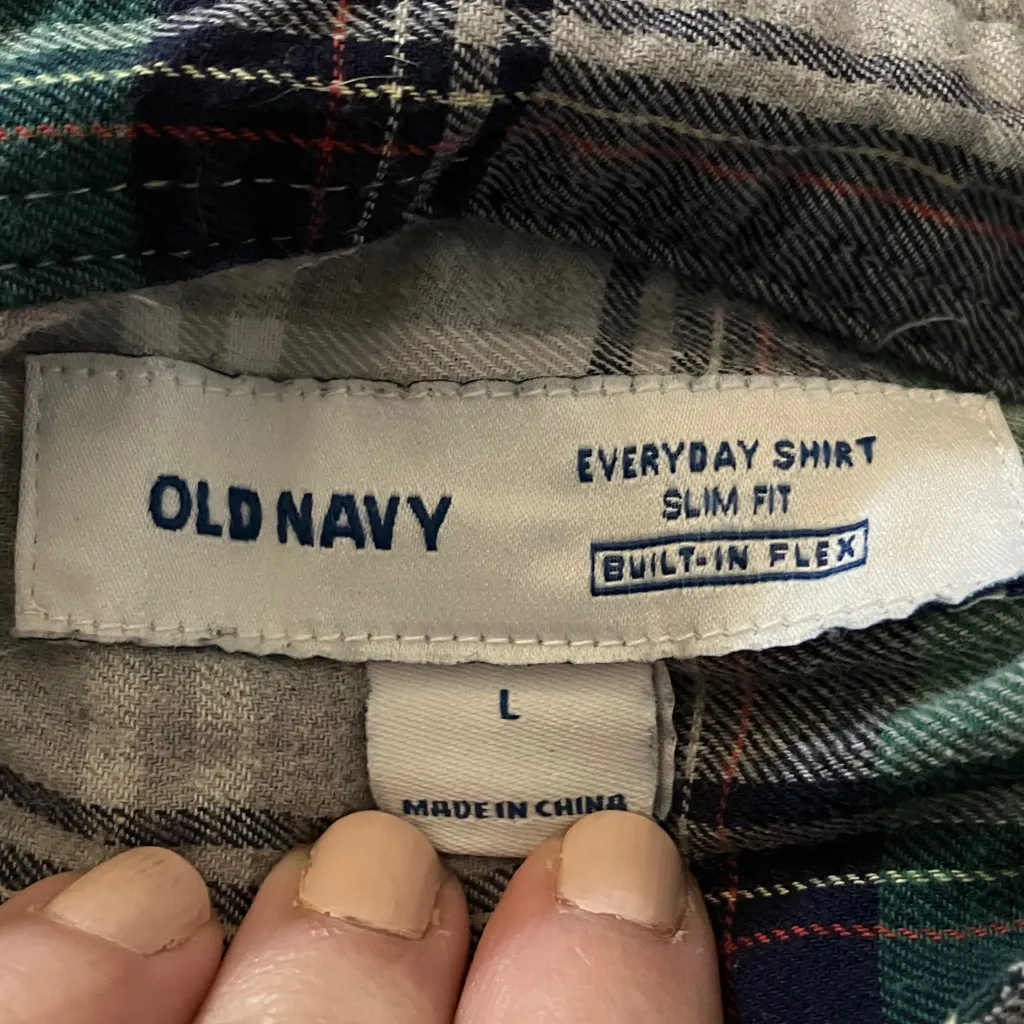 OLD NAVY
EVERYDAY SHIRT
SLIM FIT
BUILT-IN FLEX
L
MADE IN CHINA